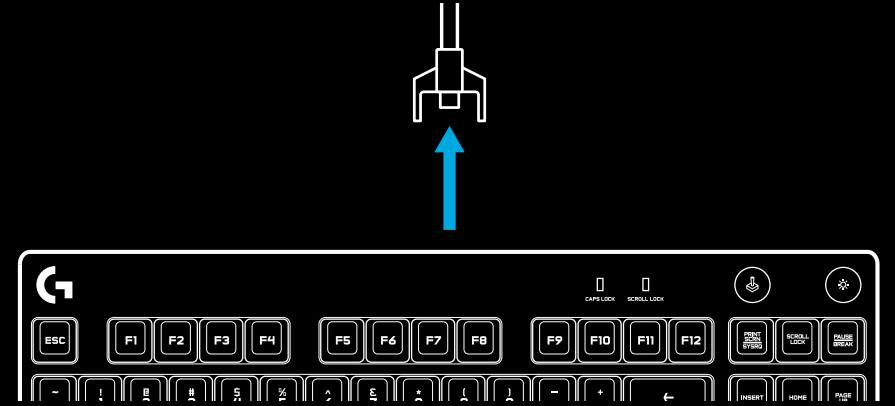 CAPS LOCK
SCROLL LOCK
ESC
F1
F2
F3
F4
F5
F6
F7
F8
F9
F10
F11
F12
PRINT
SCRN
SYSRQ
SCROLL
LOCK
PAUSE
BREAK
~
!
#
$
%
^
*
(
)
–
+
←
INSERT
HOME
PAGE
UP